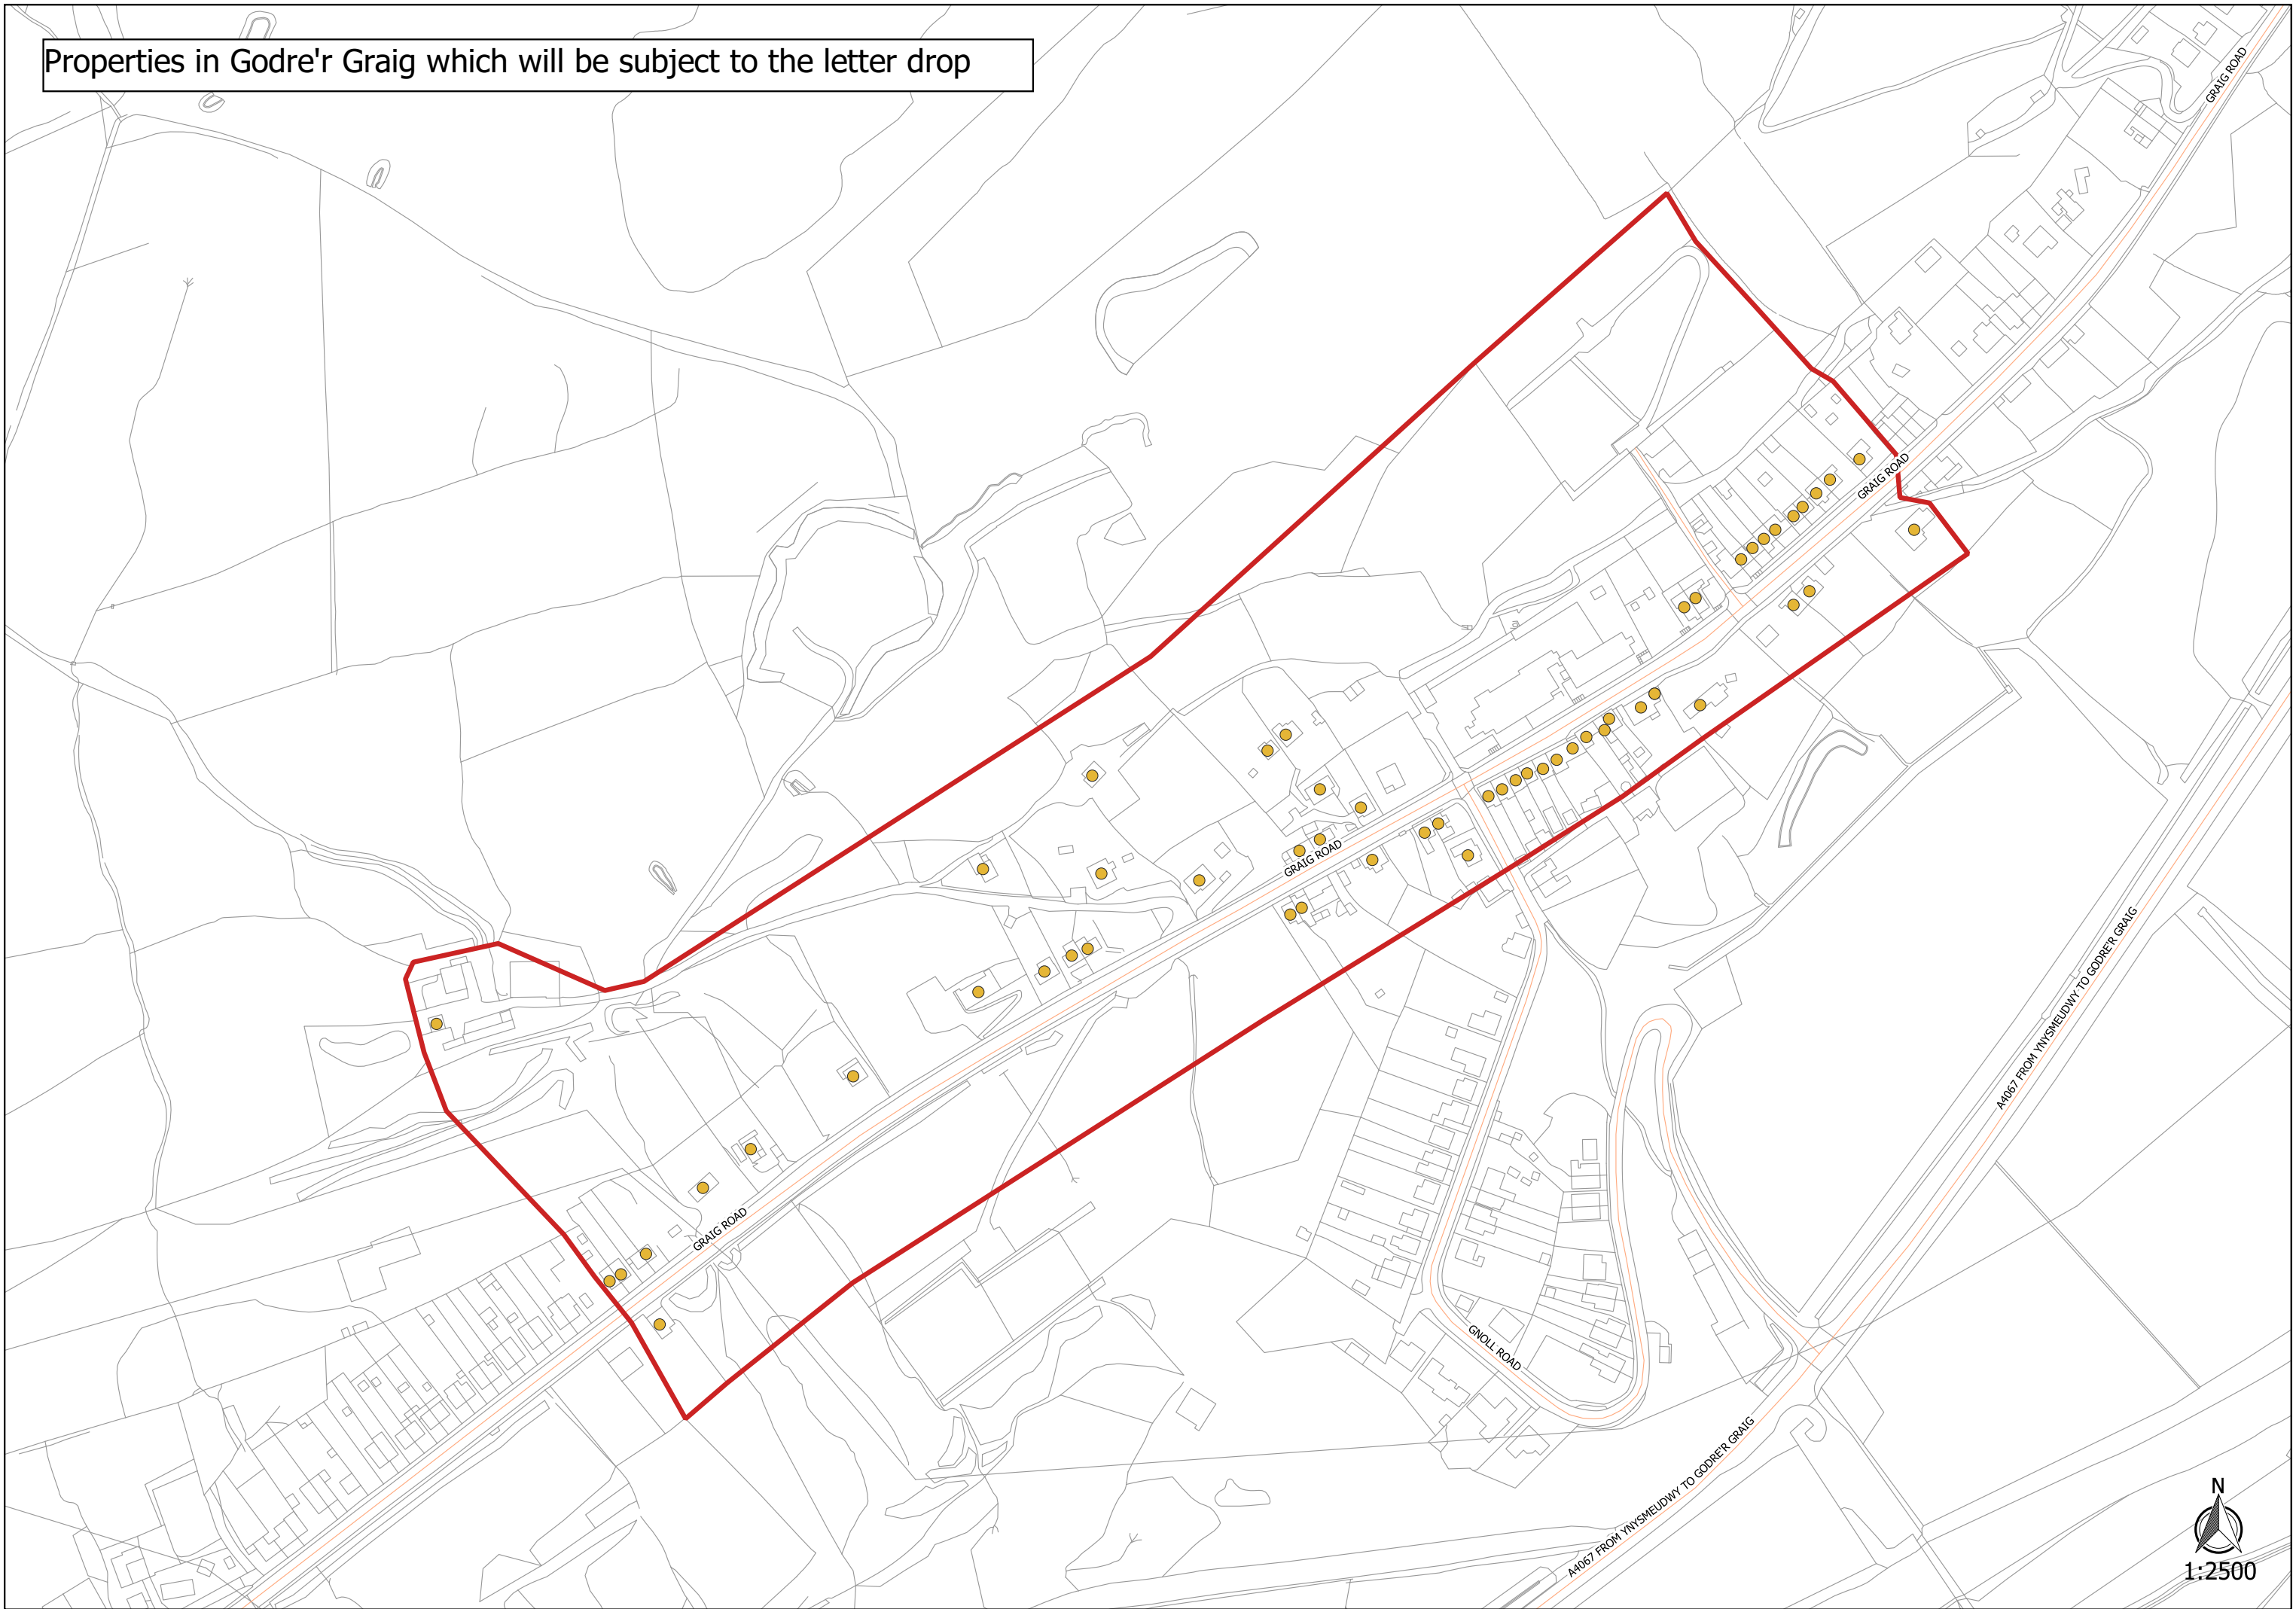 Properties in Godre'r Graig which will be subject to the letter drop
GRAIG ROAD
GRAIG ROAD
GRAIG ROAD
GRAIG ROAD
A4067 FROM YNYSMEUDWY TO GODRE'R GRAIG
GNOLL ROAD
A4067 FROM YNYSMEUDWY TO GODRE'R GRAIG
N
1:2500